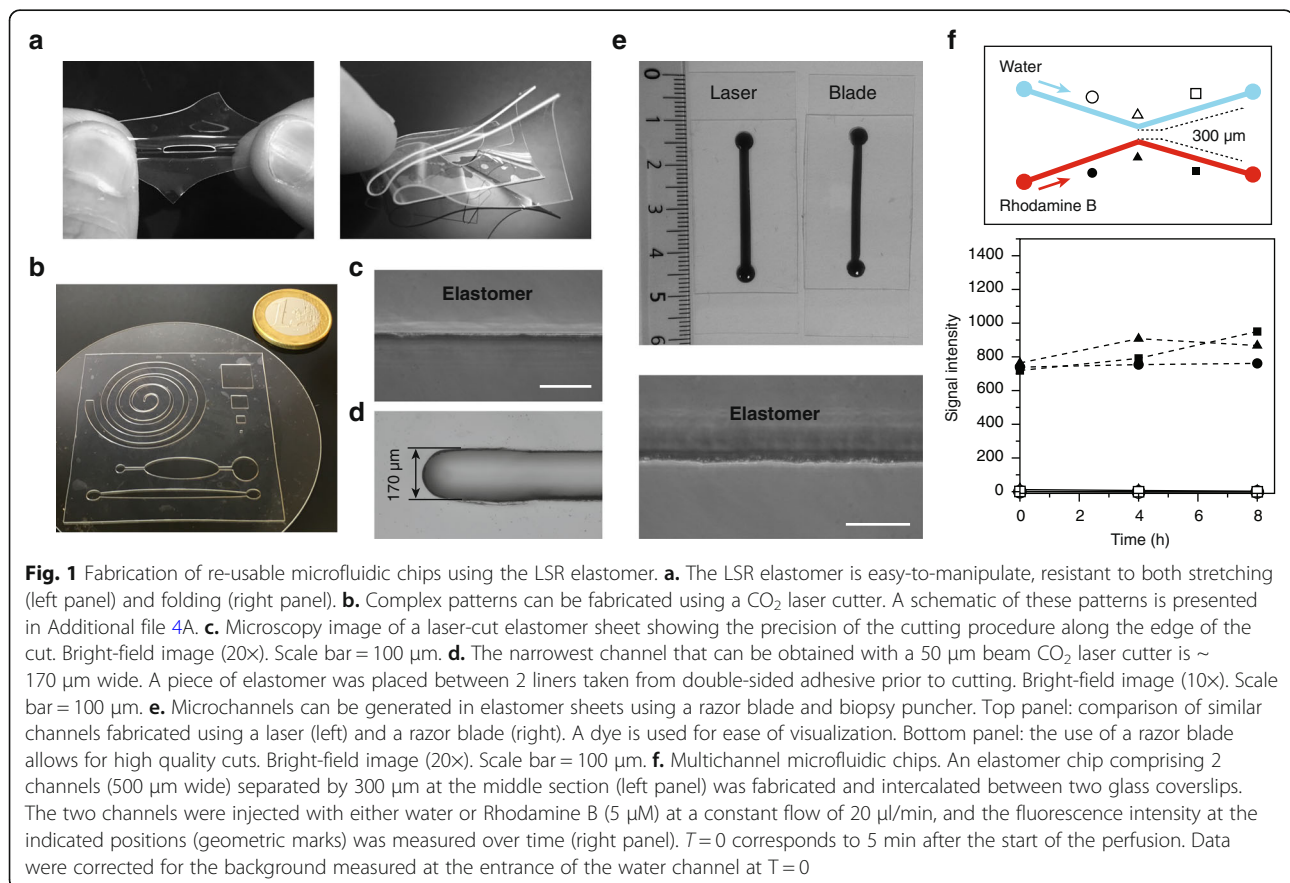 a
b
c
Elastomer
d
170 µm
e
0
1
2
3
4
5
6
Laser
Blade
Elastomer
f
Water
300 µm
Rhodamine B
1400
1200
1000
800
600
400
200
0
Signal intensity
0 2 4 6 8
Time (h)
Fig. 1 Fabrication of re-usable microfluidic chips using the LSR elastomer. a. The LSR elastomer is easy-to-manipulate, resistant to both stretching
(left panel) and folding (right panel). b. Complex patterns can be fabricated using a CO₂ laser cutter. A schematic of these patterns is presented
in Additional file 4A. c. Microscopy image of a laser-cut elastomer sheet showing the precision of the cutting procedure along the edge of the
cut. Bright-field image (20×). Scale bar = 100 µm. d. The narrowest channel that can be obtained with a 50 µm beam CO₂ laser cutter is ~
170 µm wide. A piece of elastomer was placed between 2 liners taken from double-sided adhesive prior to cutting. Bright-field image (10×). Scale
bar = 100 µm. e. Microchannels can be generated in elastomer sheets using a razor blade and biopsy puncher. Top panel: comparison of similar
channels fabricated using a laser (left) and a razor blade (right). A dye is used for ease of visualization. Bottom panel: the use of a razor blade
allows for high quality cuts. Bright-field image (20×). Scale bar = 100 µm. f. Multichannel microfluidic chips. An elastomer chip comprising 2
channels (500 µm wide) separated by 300 µm at the middle section (left panel) was fabricated and intercalated between two glass coverslips.
The two channels were injected with either water or Rhodamine B (5 µM) at a constant flow of 20 µl/min, and the fluorescence intensity at the
indicated positions (geometric marks) was measured over time (right panel). T = 0 corresponds to 5 min after the start of the perfusion. Data
were corrected for the background measured at the entrance of the water channel at T = 0